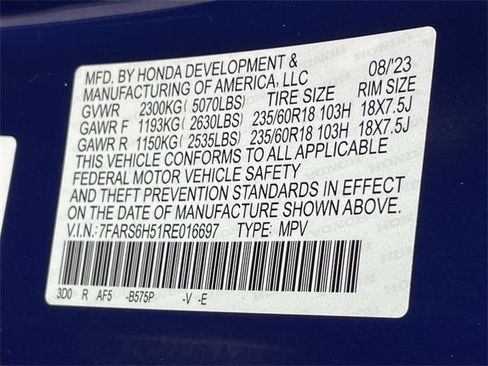 MFD. BY HONDA DEVELOPMENT & 08/'23
MANUFACTURING OF AMERICA, LLC
GVWR 2300KG( 5070LBS) TIRE SIZE RIM SIZE
GAWR F 1193KG( 2630LBS) 235/60R18 103H 18X7.5J
GAWR R 1150KG( 2535LBS) 235/60R18 103H 18X7.5J
THIS VEHICLE CONFORMS TO ALL APPLICABLE
FEDERAL MOTOR VEHICLE SAFETY
AND THEFT PREVENTION STANDARDS IN EFFECT
ON THE DATE OF MANUFACTURE SHOWN ABOVE.
V.I.N.:7FARS6H51RE016697 TYPE: MPV
3D0 R AF5 -B575P -V -E